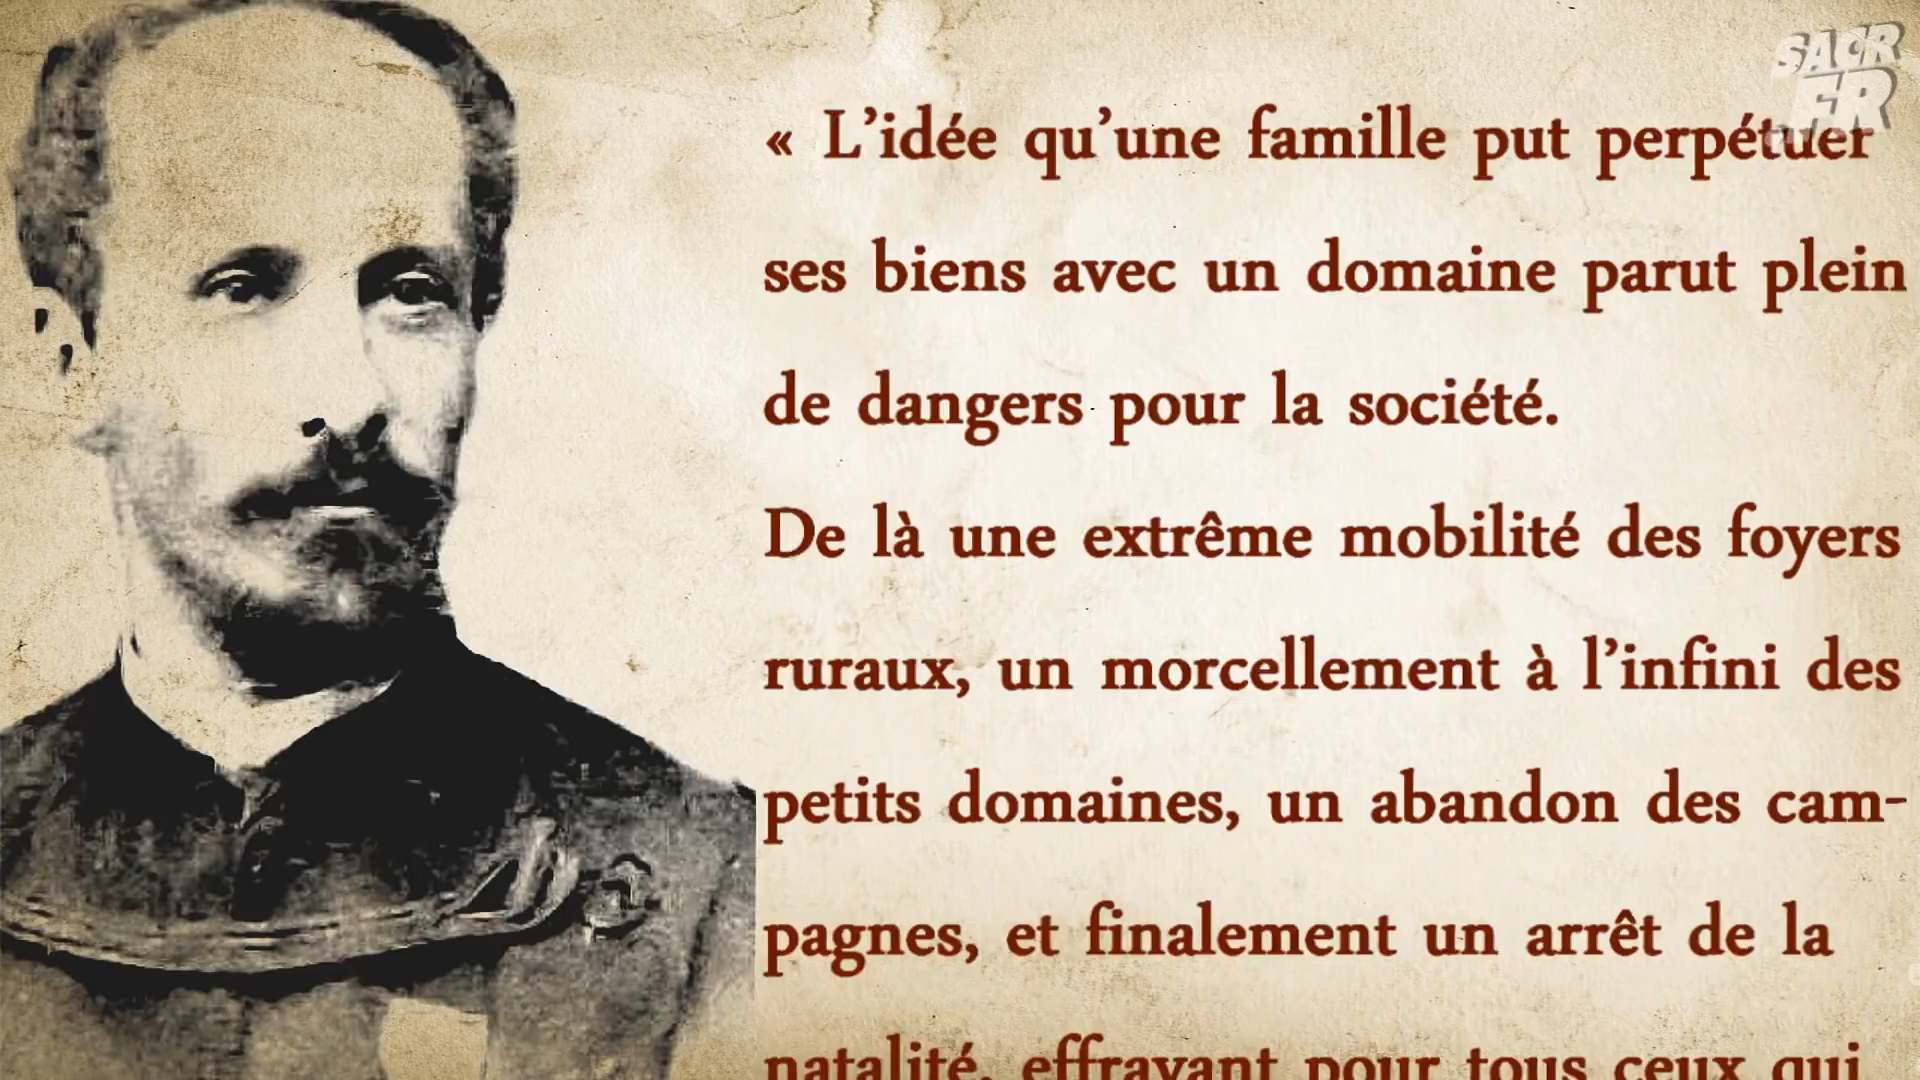 SACR
FR
« L’idée qu’une famille put perpétuer
ses biens avec un domaine parut plein
de dangers pour la société.
De là une extrême mobilité des foyers
ruraux, un morcellement à l’infini des
petits domaines, un abandon des cam-
pagnes, et finalement un arrêt de la
natalité, effrayant pour tous ceux qui